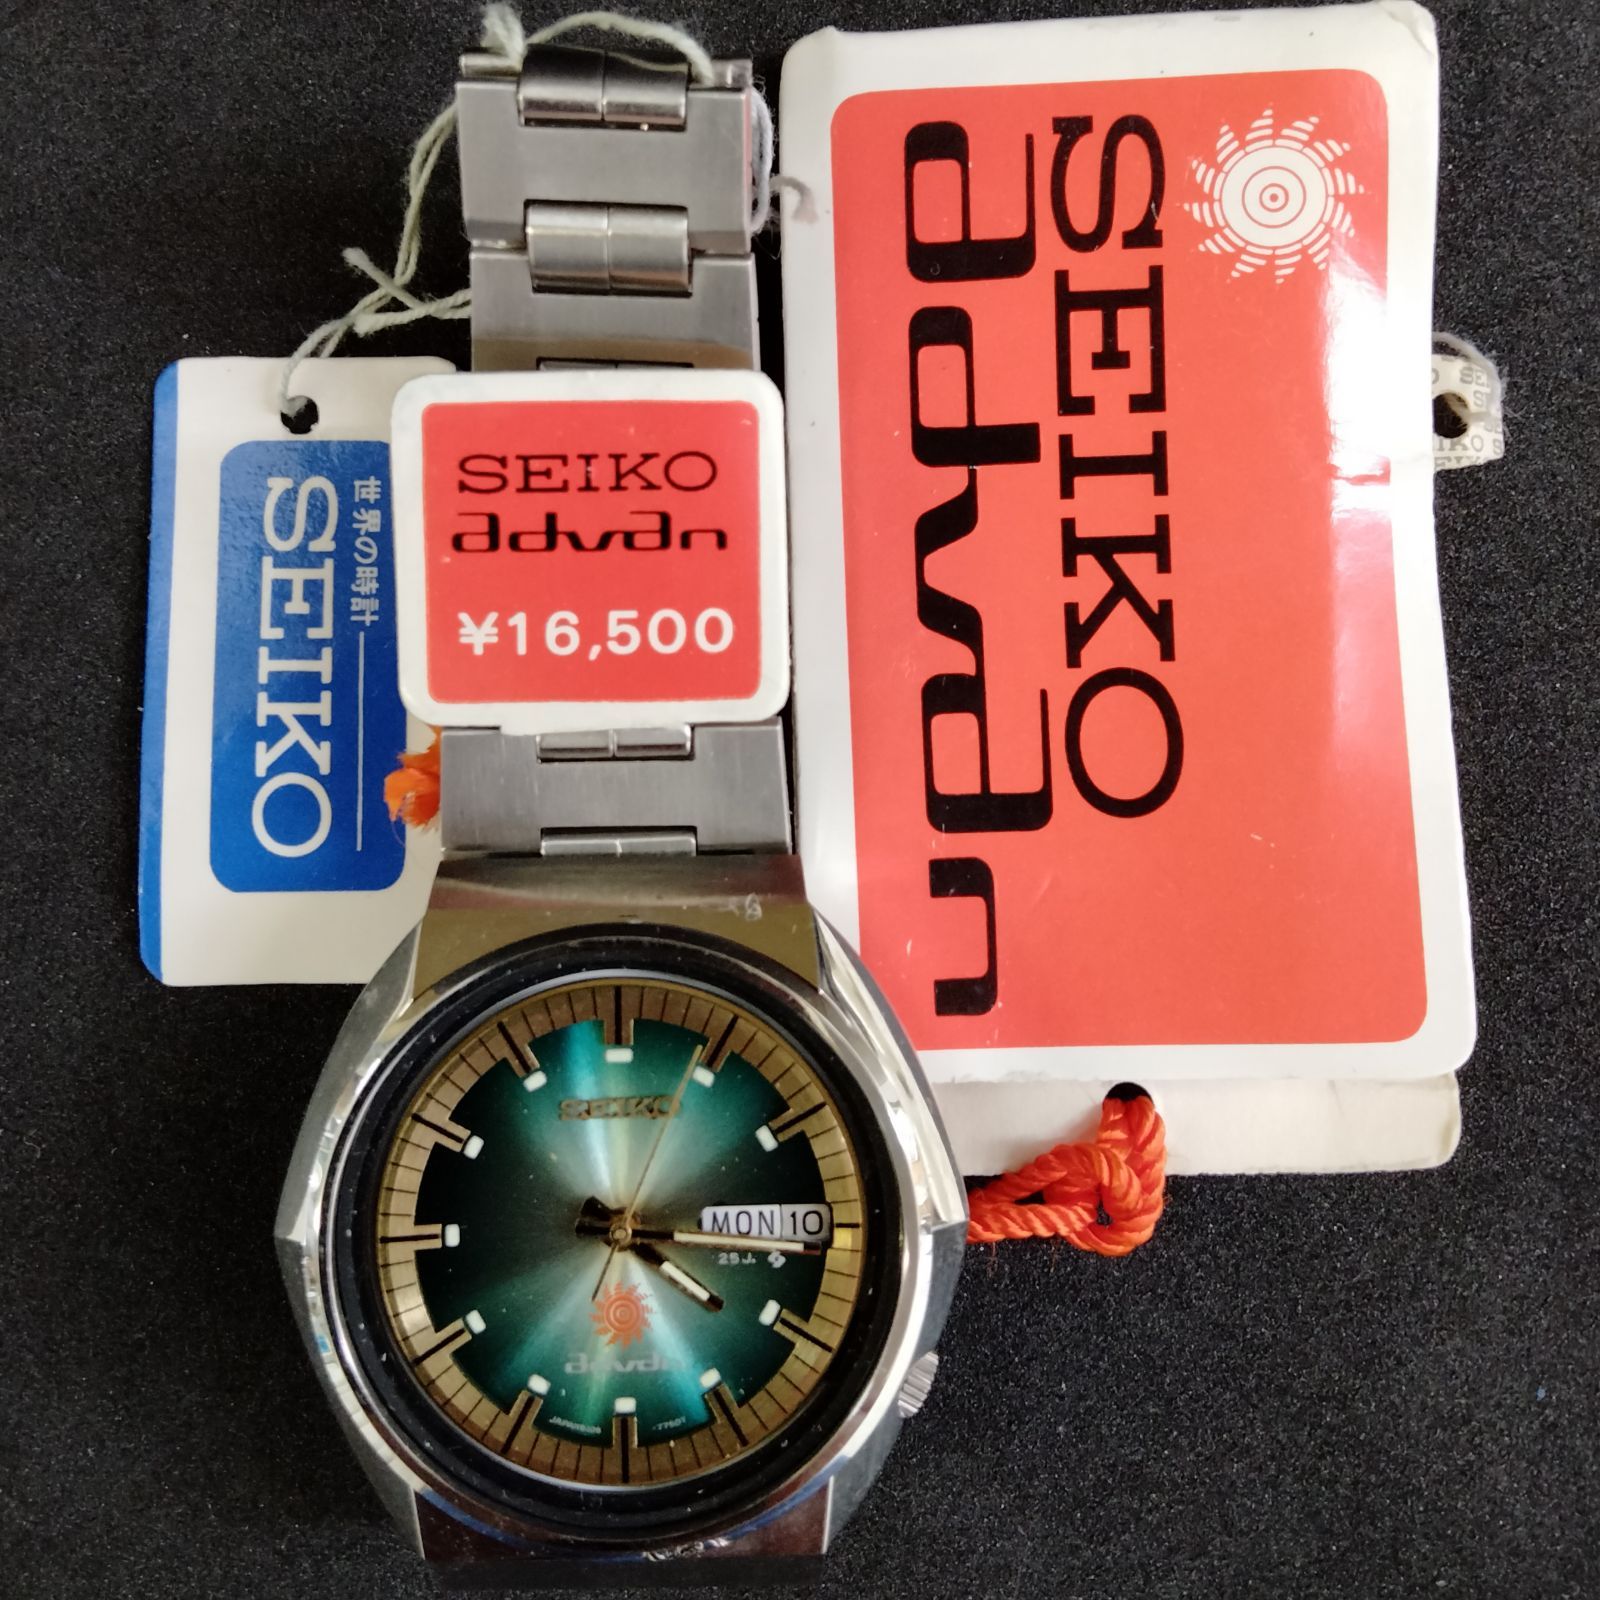 SEIKO
advan
世界の時計
SEIKO
SEIKO
advan
¥16,500
SEIKO
MON 10
25J.
advan